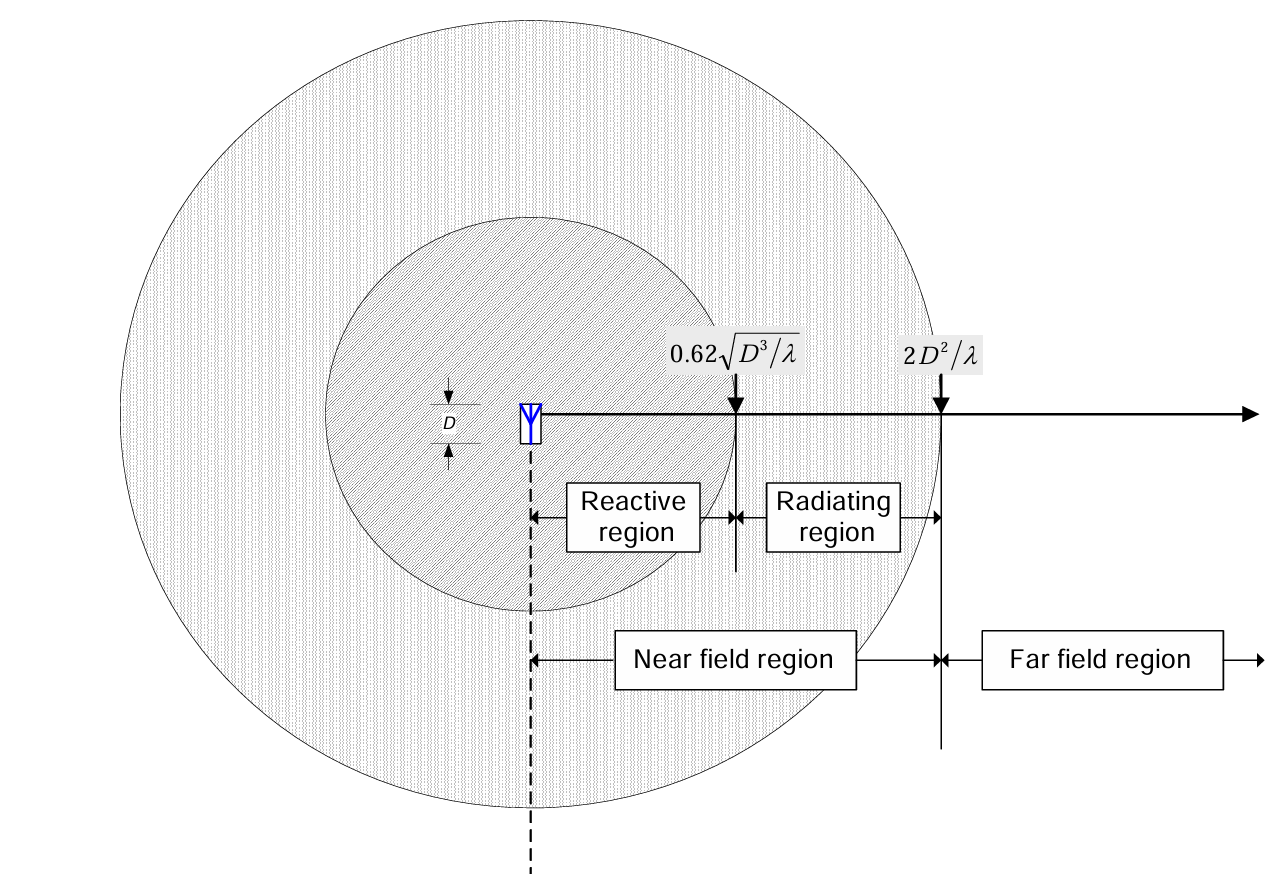 0.62√D³/λ
2D²/λ
D
Reactive
region
Radiating
region
Near field region
Far field region